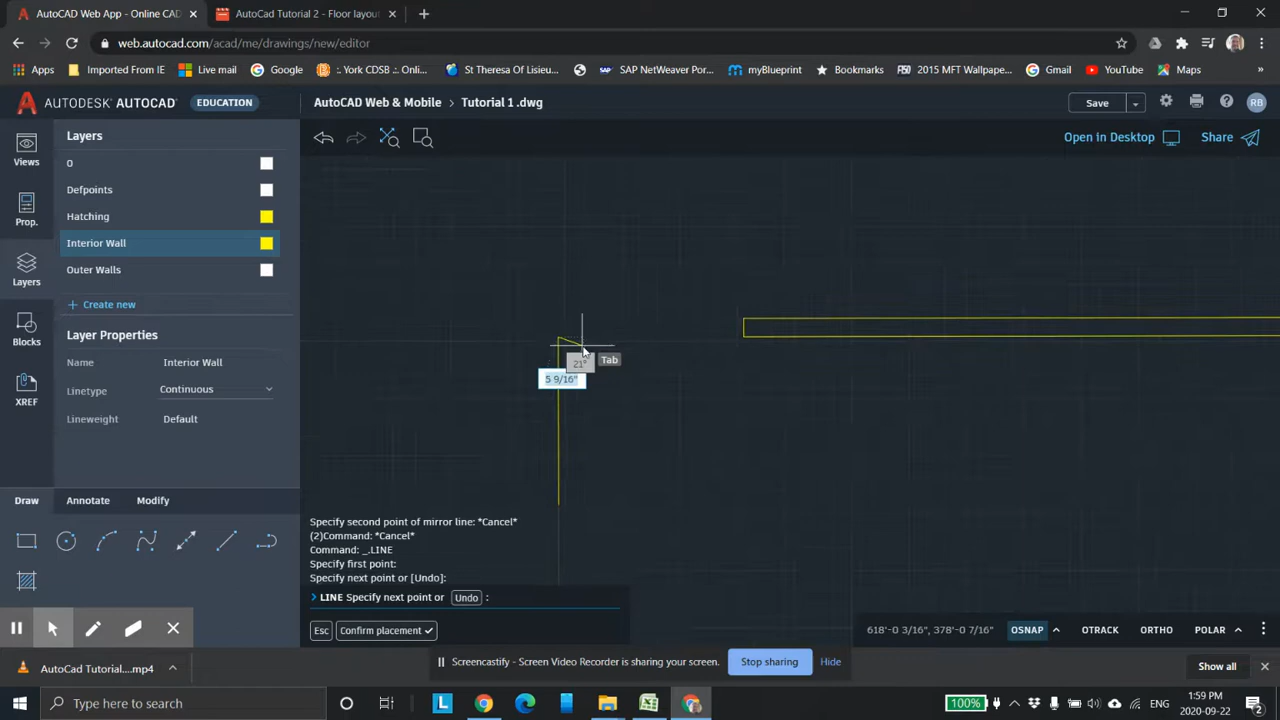 AutoCAD Web App - Online CAD
AutoCad Tutorial 2 - Floor layou
web.autocad.com/acad/me/drawings/new/editor
Apps
Imported From IE
Live mail
Google
: York CDSB :. Onli...
St Theresa Of Lisieu...
SAP NetWeaver Por...
myBlueprint
Bookmarks
2015 MFT Wallpape...
Gmail
YouTube
Maps
»
AUTODESK® AUTOCAD®
EDUCATION
AutoCAD Web & Mobile > Tutorial 1 .dwg
Save
RB
Open in Desktop
Share
Views
Prop.
Layers
Blocks
XREF
Layers
0
Defpoints
Hatching
Interior Wall
Outer Walls
+ Create new
Layer Properties
Name Interior Wall
Linetype Continuous
Lineweight Default
Draw
Annotate
Modify
21°
Tab
5 9/16"
Specify second point of mirror line: *Cancel*
(2)Command: *Cancel*
Command: _.LINE
Specify first point:
Specify next point or [Undo]:
> LINE Specify next point or Undo :
Esc
Confirm placement
618'-0 3/16", 378'-0 7/16"
OSNAP
OTRACK
ORTHO
POLAR
AutoCad Tutorial....mp4
Screencastify - Screen Video Recorder is sharing your screen.
Stop sharing
Hide
Show all
Type here to search
L
100%
ENG
1:59 PM
2020-09-22
2